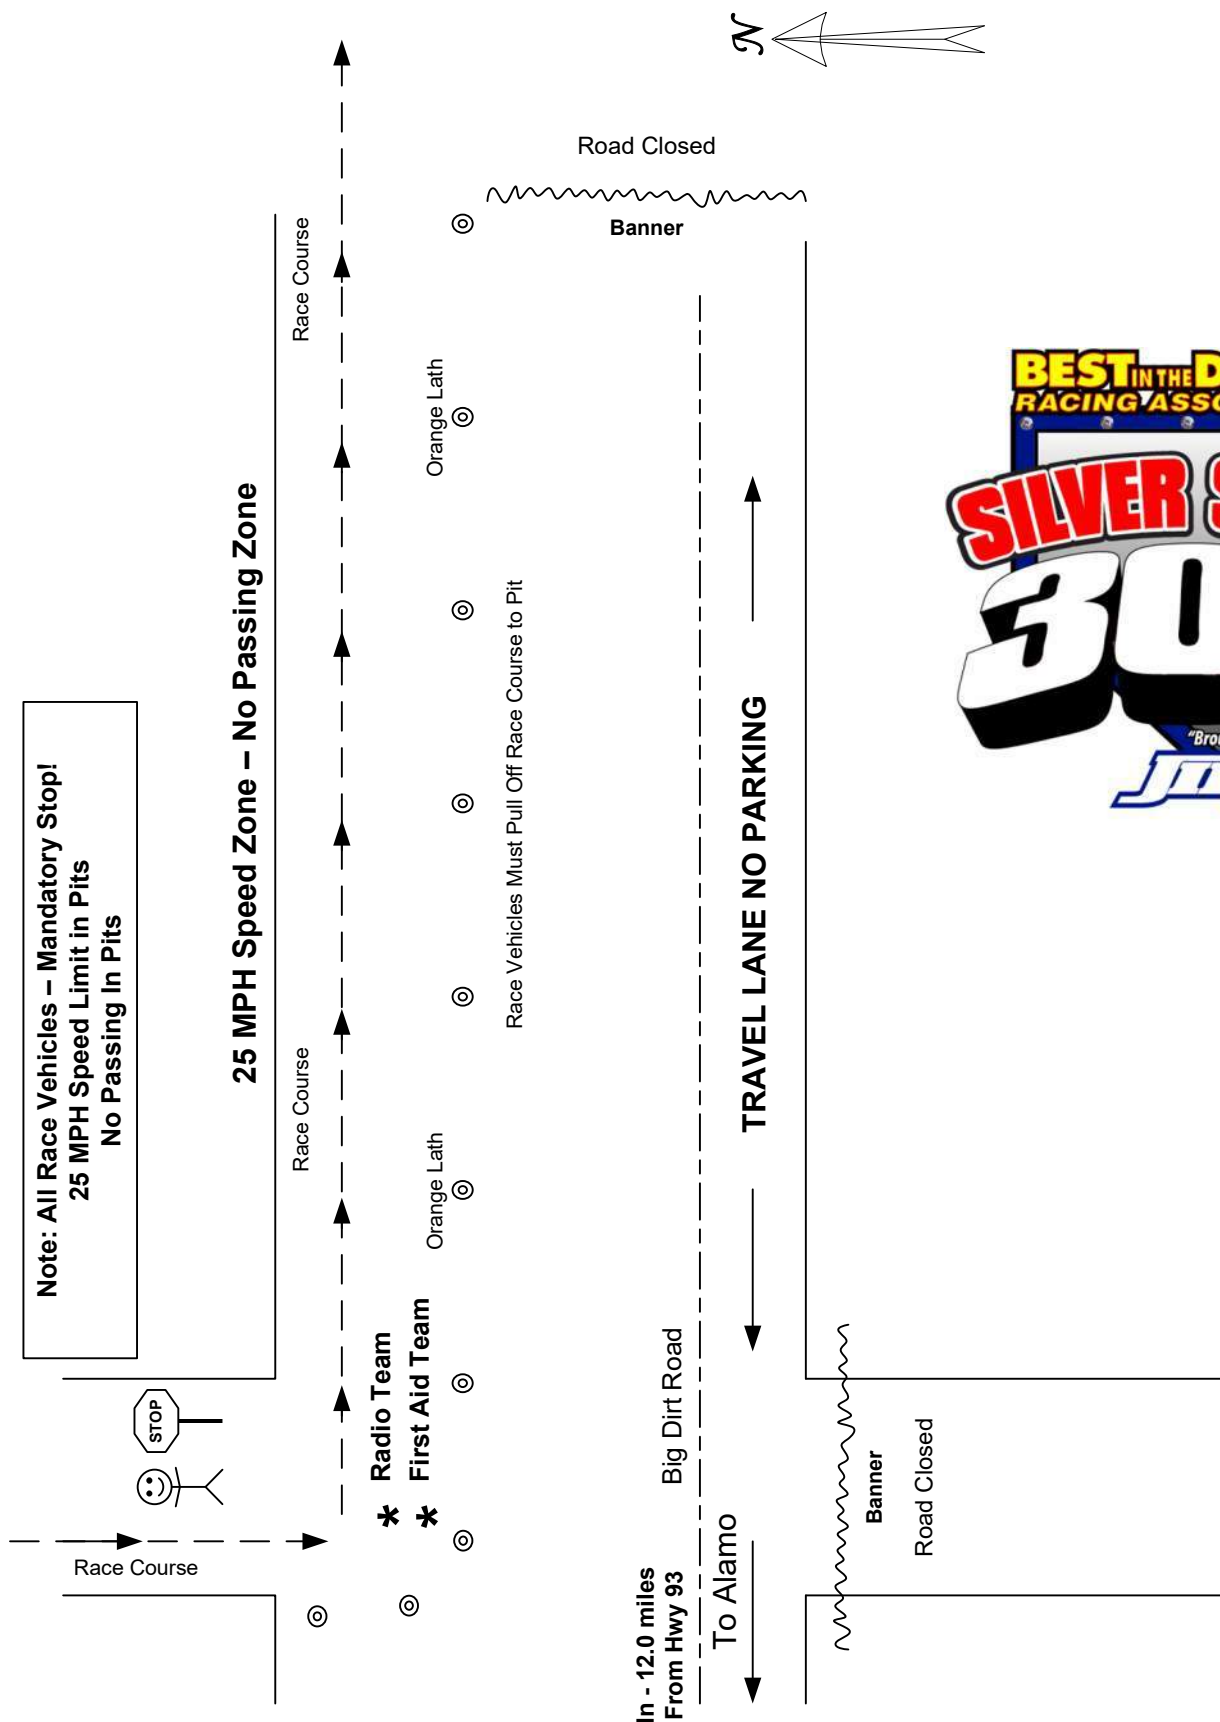 N
Road Closed
Banner
Race Course
Orange Lath
25 MPH Speed Zone – No Passing Zone
Race Vehicles Must Pull Off Race Course to Pit
TRAVEL LANE NO PARKING
Note: All Race Vehicles – Mandatory Stop!
25 MPH Speed Limit in Pits
No Passing In Pits
Race Course
Orange Lath
STOP
* Radio Team
* First Aid Team
Race Course
Big Dirt Road
To Alamo
In - 12.0 miles
From Hwy 93
Banner
Road Closed
BEST IN THE
RACING
SILVER